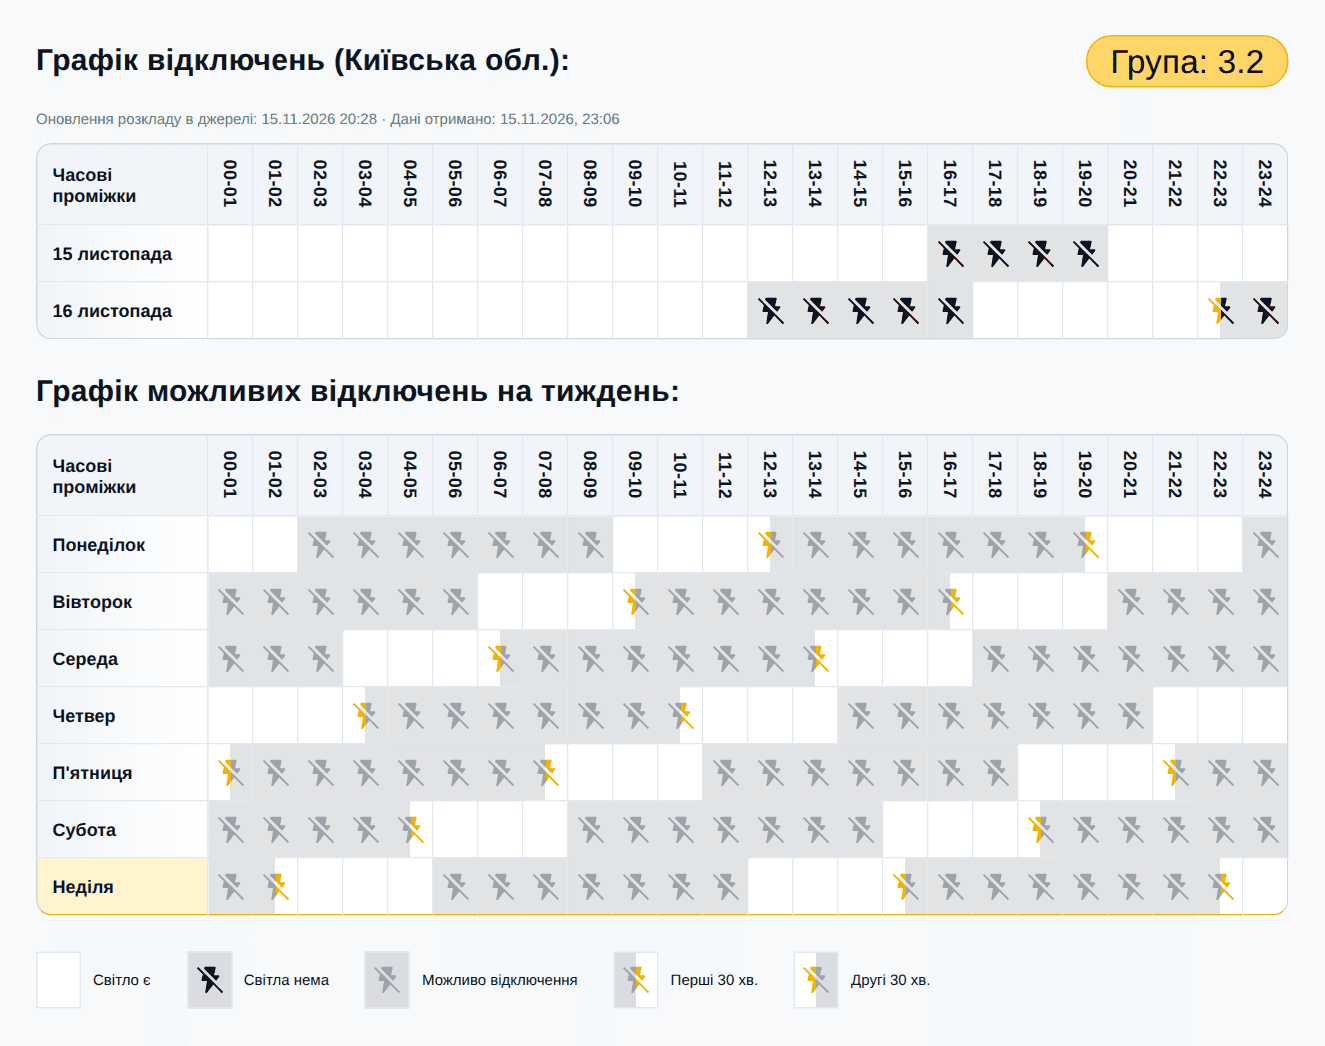 Графік відключень (Київська обл.):
Група: 3.2
Оновлення розкладу в джерелі: 15.11.2026 20:28 · Дані отримано: 15.11.2026, 23:06
Часові проміжки 00-01 01-02 02-03 03-04 04-05 05-06 06-07 07-08 08-09 09-10 10-11 11-12 12-13 13-14 14-15 15-16 16-17 17-18 18-19 19-20 20-21 21-22 22-23 23-24
15 листопада
16 листопада
Графік можливих відключень на тиждень:
Часові проміжки 00-01 01-02 02-03 03-04 04-05 05-06 06-07 07-08 08-09 09-10 10-11 11-12 12-13 13-14 14-15 15-16 16-17 17-18 18-19 19-20 20-21 21-22 22-23 23-24
Понеділок
Вівторок
Середа
Четвер
П'ятниця
Субота
Неділя
Світло є Світла нема Можливо відключення Перші 30 хв. Другі 30 хв.